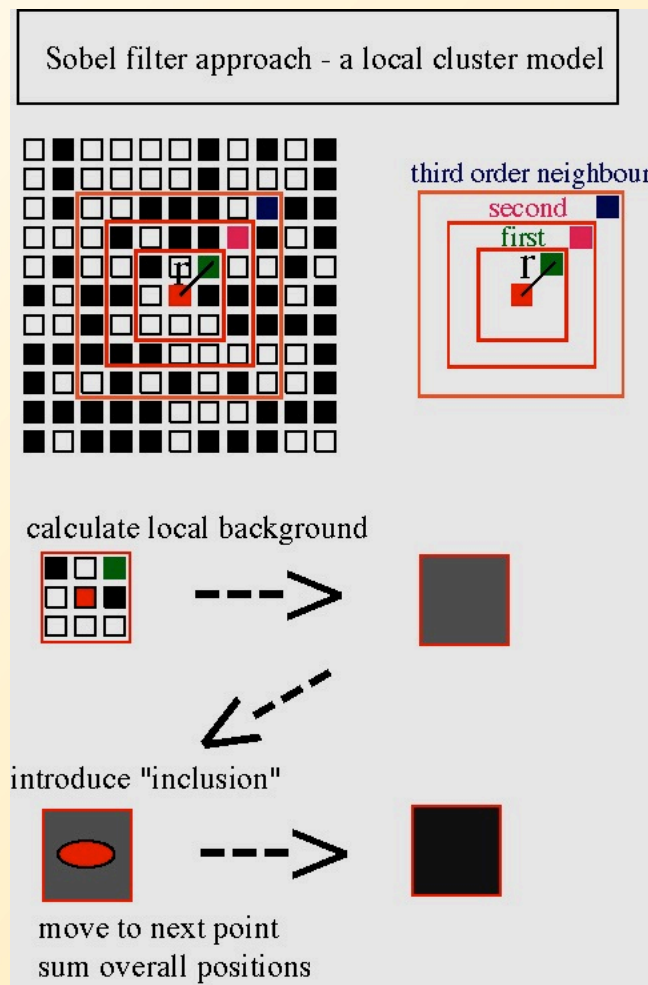 Sobel filter approach - a local cluster model
third order neighbour
second
first
r
r
calculate local background
introduce "inclusion"
move to next point
sum overall positions